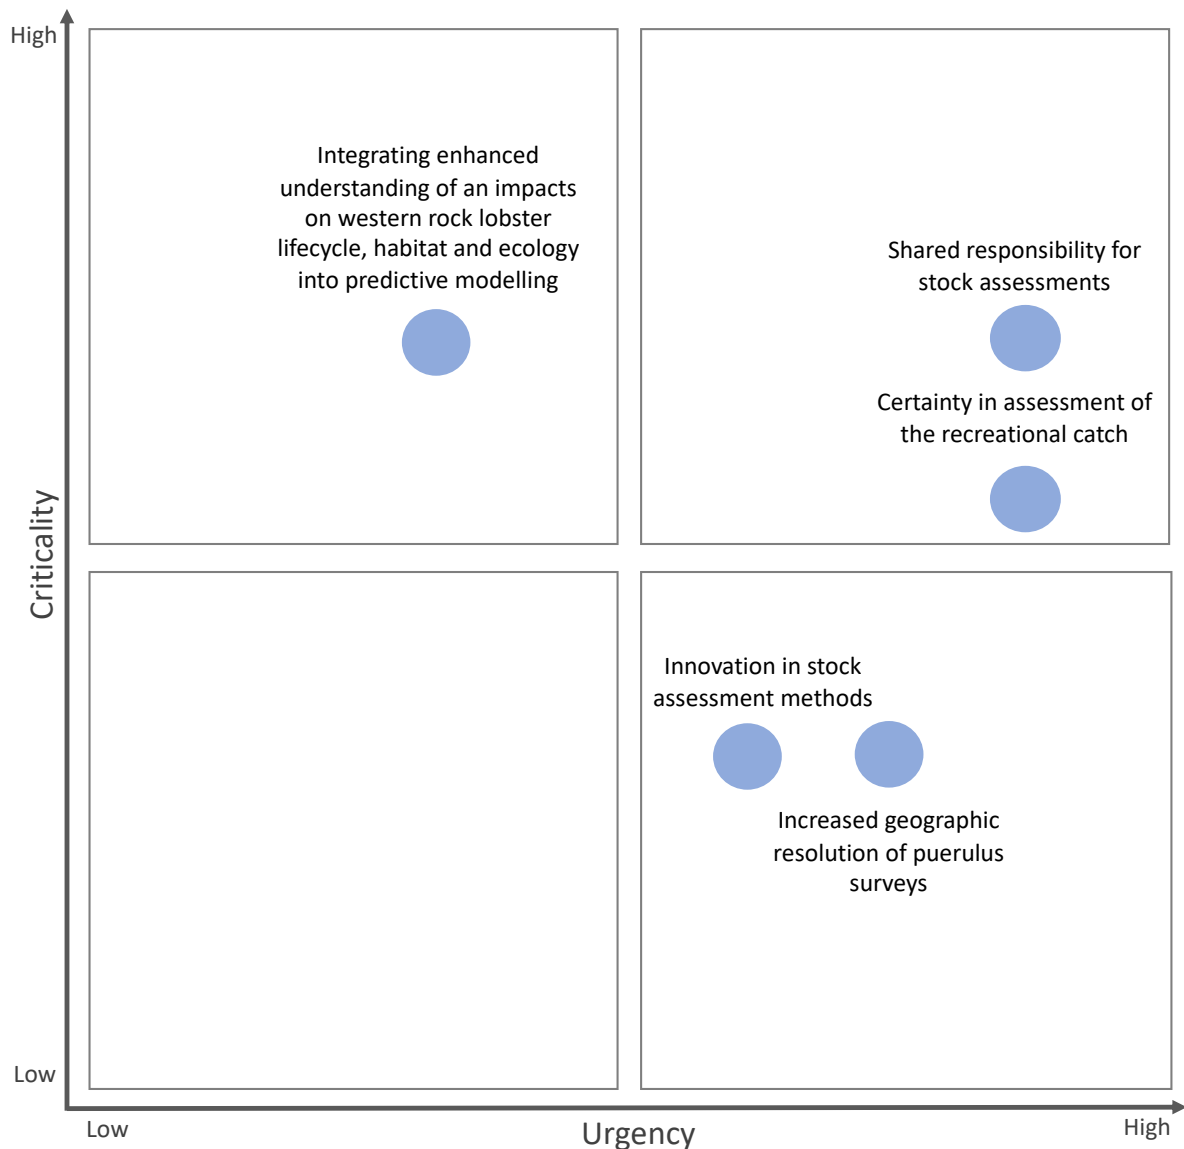 High
Integrating enhanced
understanding of an impacts
on western rock lobster
lifecycle, habitat and ecology
into predictive modelling
Shared responsibility for
stock assessments
Certainty in assessment of
the recreational catch
Criticality
Innovation in stock
assessment methods
Increased geographic
resolution of puerulus
surveys
Low
Low
Urgency
High